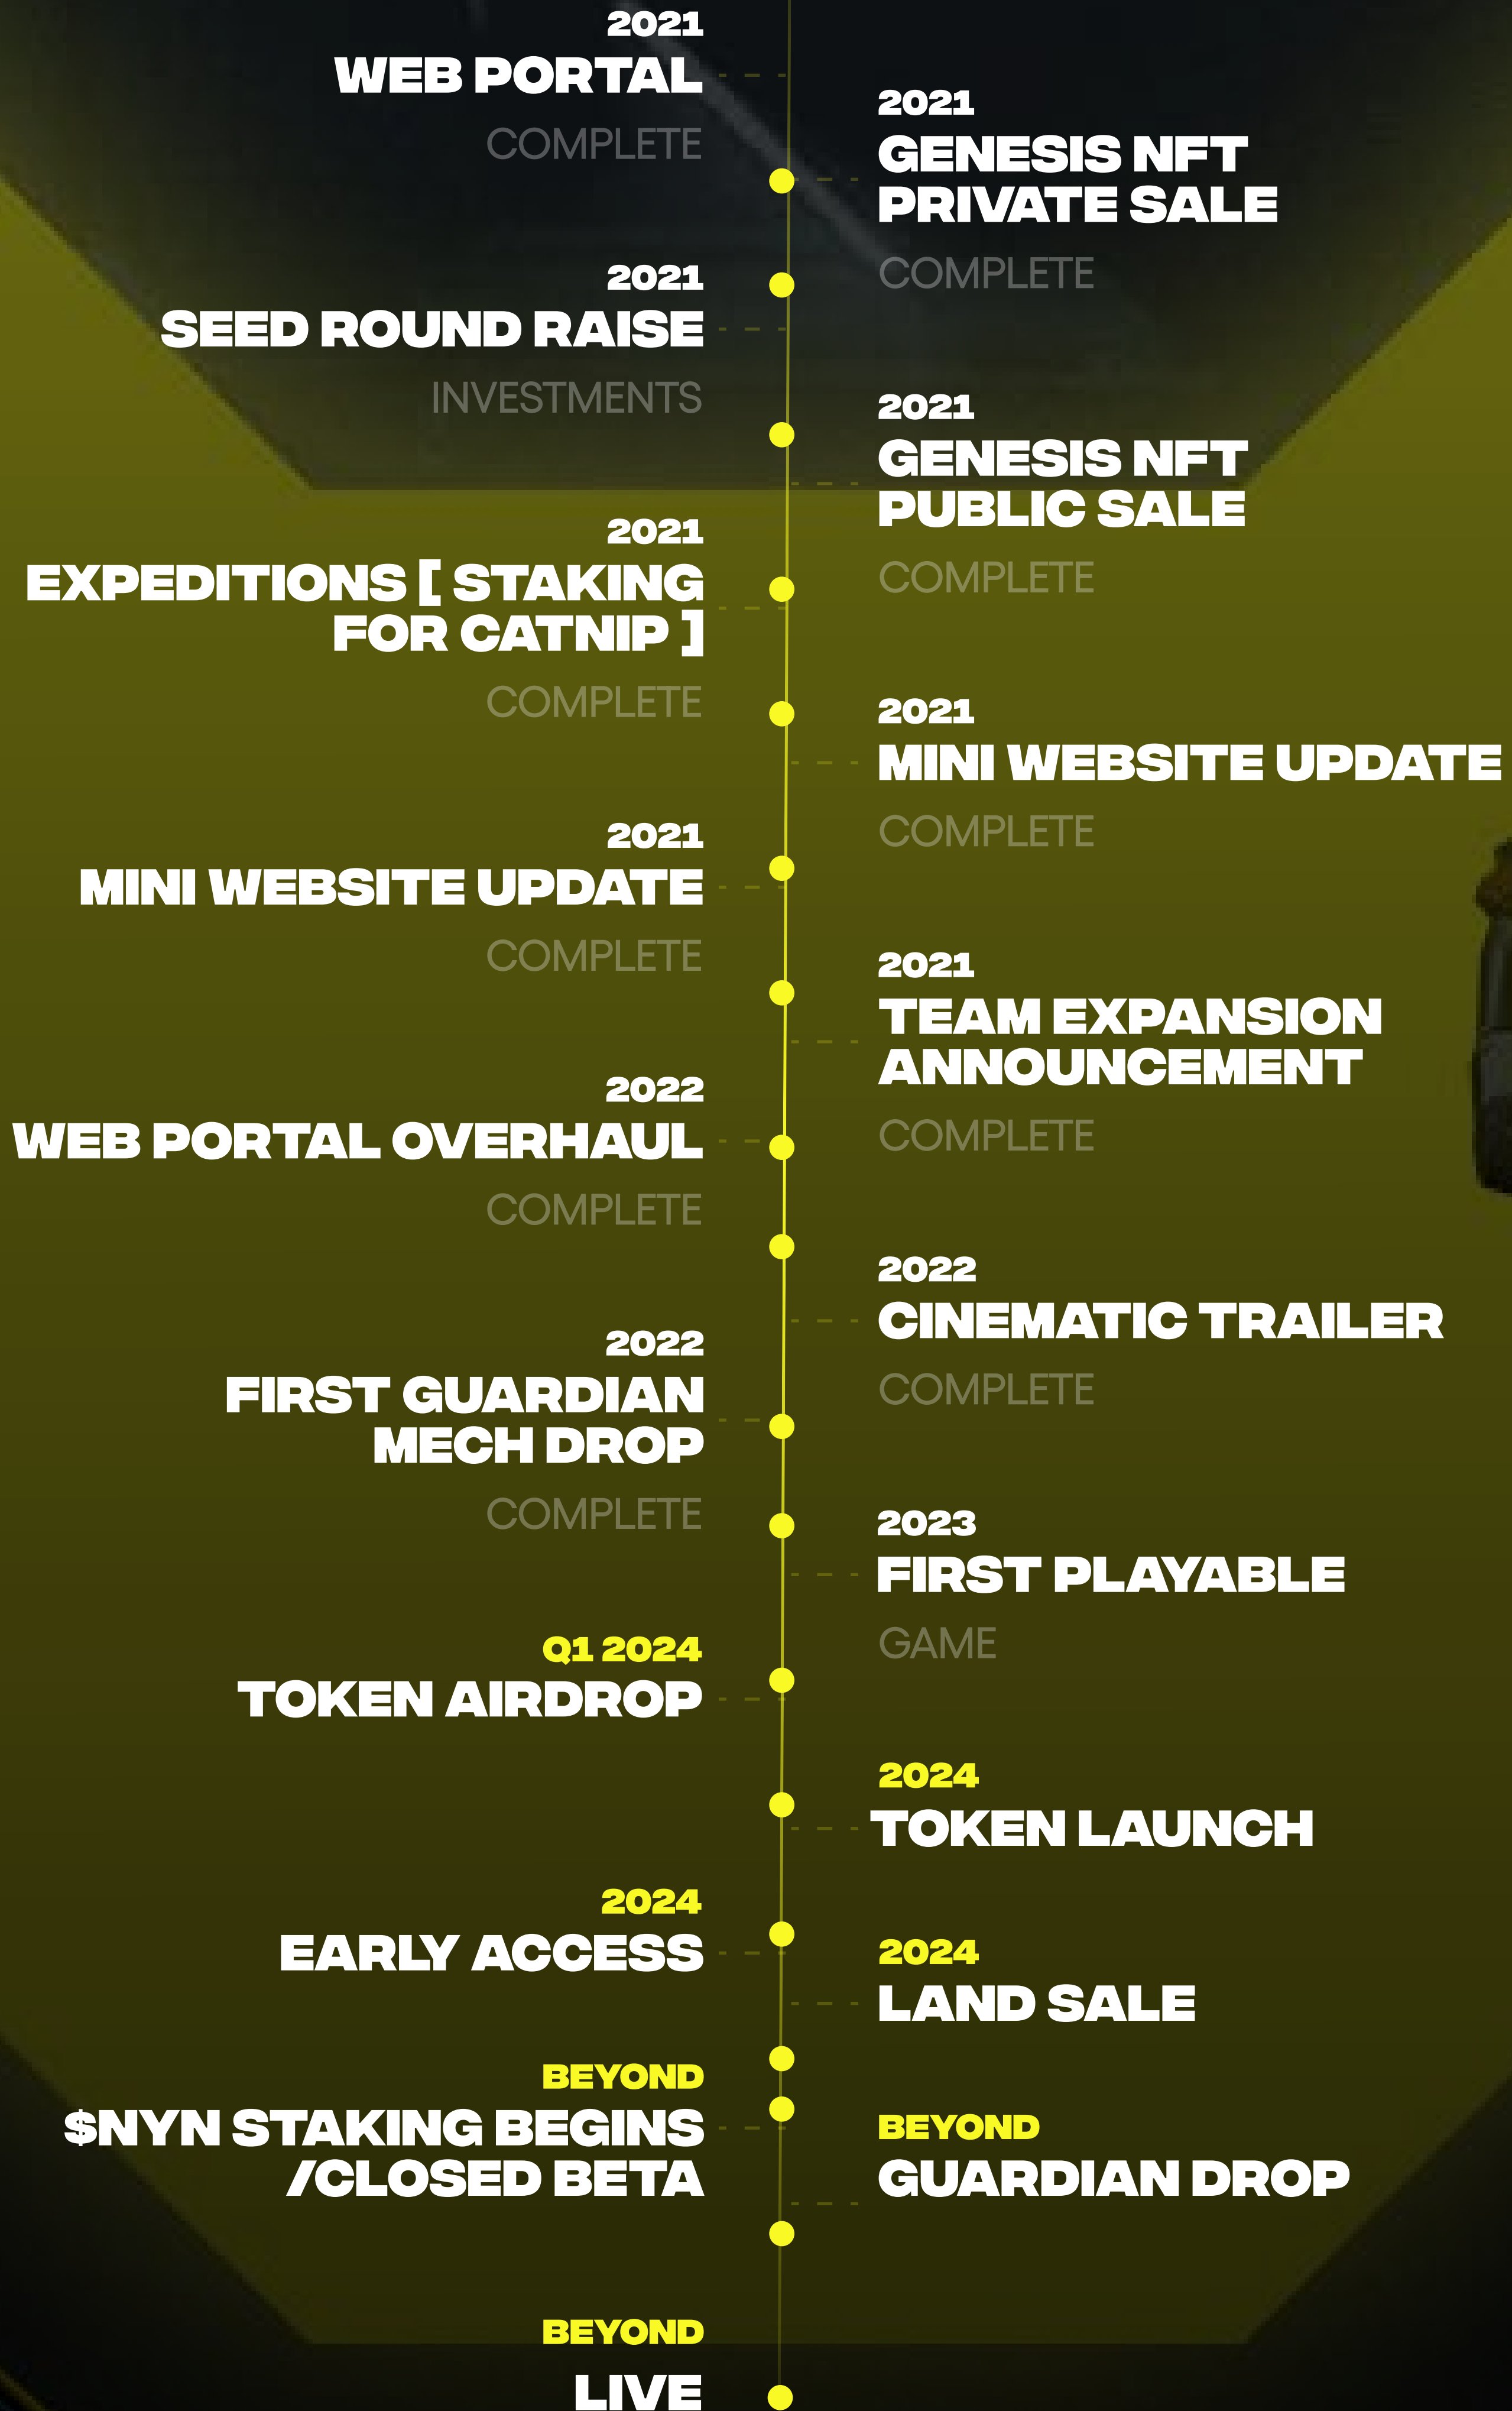 2021
WEB PORTAL
COMPLETE
2021
GENESIS NFT
PRIVATE SALE
COMPLETE
2021
SEED ROUND RAISE
INVESTMENTS
2021
GENESIS NFT
PUBLIC SALE
COMPLETE
2021
EXPEDITIONS [ STAKING
FOR CATNIP ]
COMPLETE
2021
MINI WEBSITE UPDATE
COMPLETE
2021
MINI WEBSITE UPDATE
COMPLETE
2021
TEAM EXPANSION
ANNOUNCEMENT
COMPLETE
2022
WEB PORTAL OVERHAUL
COMPLETE
2022
CINEMATIC TRAILER
COMPLETE
2022
FIRST GUARDIAN
MECH DROP
COMPLETE
2023
FIRST PLAYABLE
GAME
Q1 2024
TOKEN AIRDROP
2024
TOKEN LAUNCH
2024
EARLY ACCESS
2024
LAND SALE
BEYOND
$NYN STAKING BEGINS
/CLOSED BETA
BEYOND
GUARDIAN DROP
BEYOND
LIVE